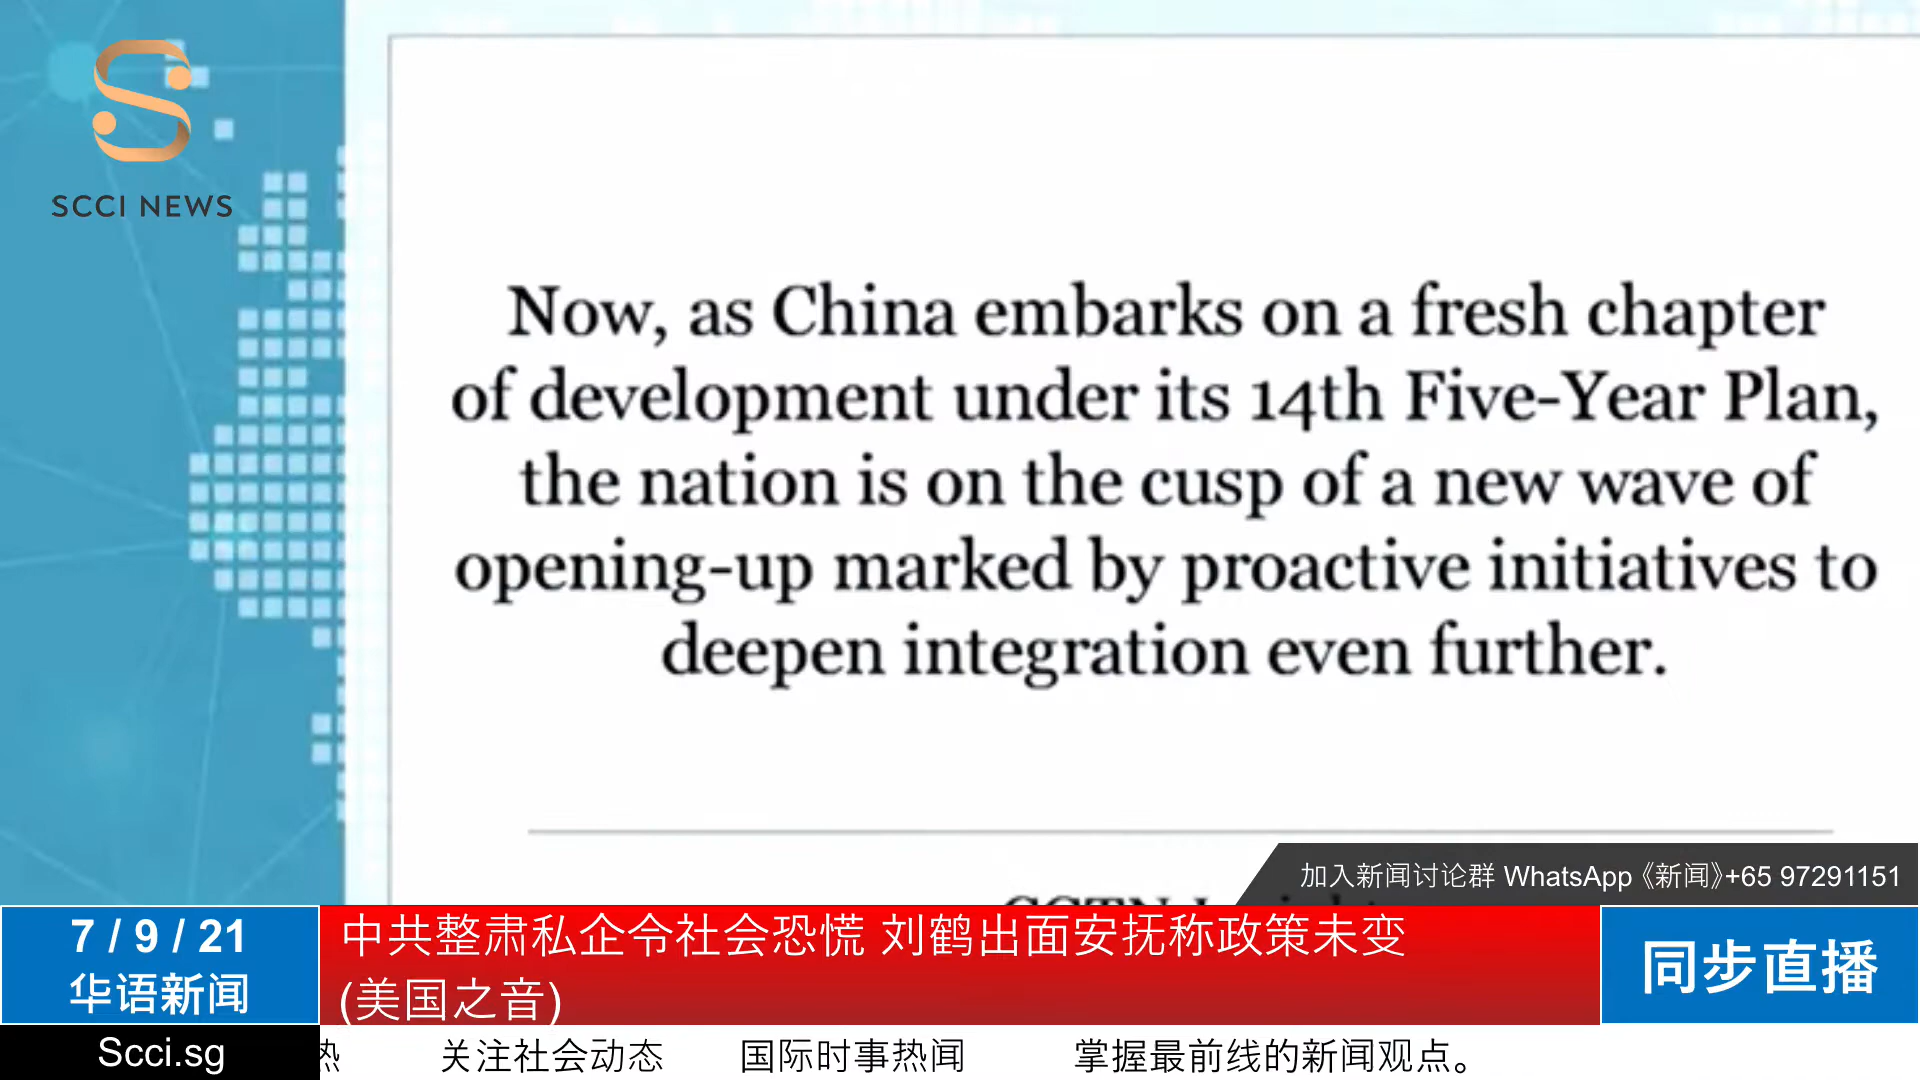 SCCI NEWS
Now, as China embarks on a fresh chapter
of development under its 14th Five-Year Plan,
the nation is on the cusp of a new wave of
opening-up marked by proactive initiatives to
deepen integration even further.
加入新闻讨论群 WhatsApp《新闻》+65 97291151
7 / 9 / 21
华语新闻
中共整肃私企令社会恐慌 刘鹤出面安抚称政策未变
(美国之音)
同步直播
Scci.sg
热 关注社会动态 国际时事热闻 掌握最前线的新闻观点。